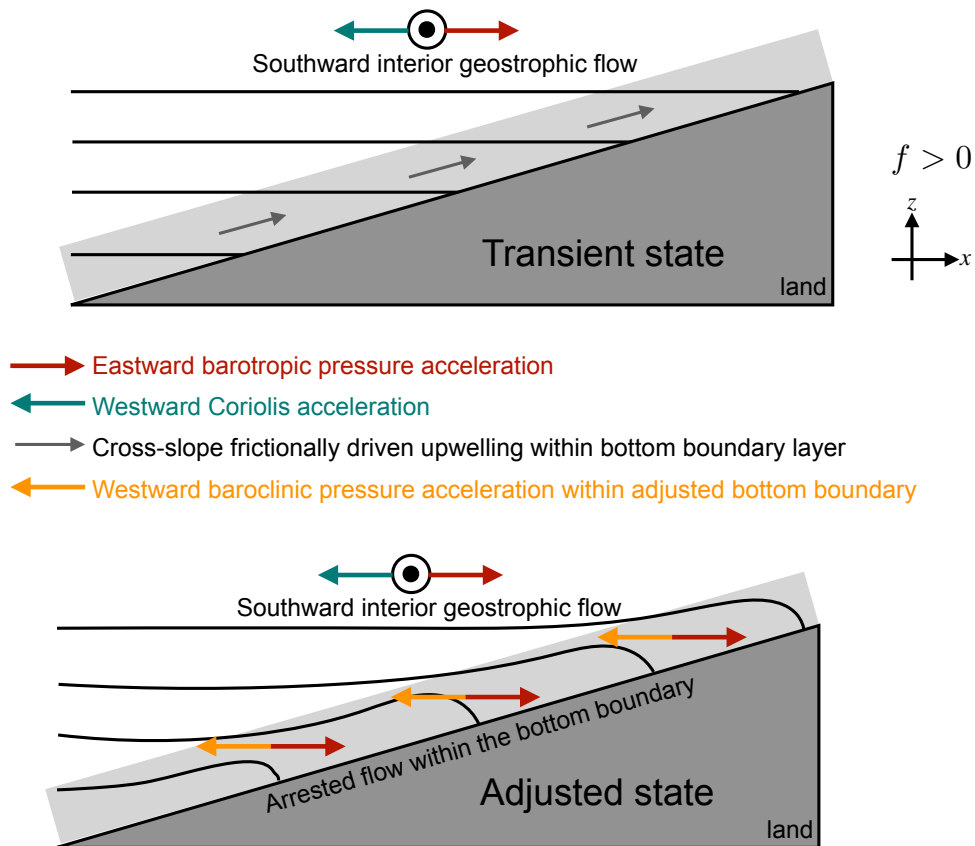 Southward interior geostrophic flow
f > 0
z
x
Transient state
land
Eastward barotropic pressure acceleration
Westward Coriolis acceleration
Cross-slope frictionally driven upwelling within bottom boundary layer
Westward baroclinic pressure acceleration within adjusted bottom boundary
Southward interior geostrophic flow
Arrested flow within the bottom boundary
Adjusted state
land